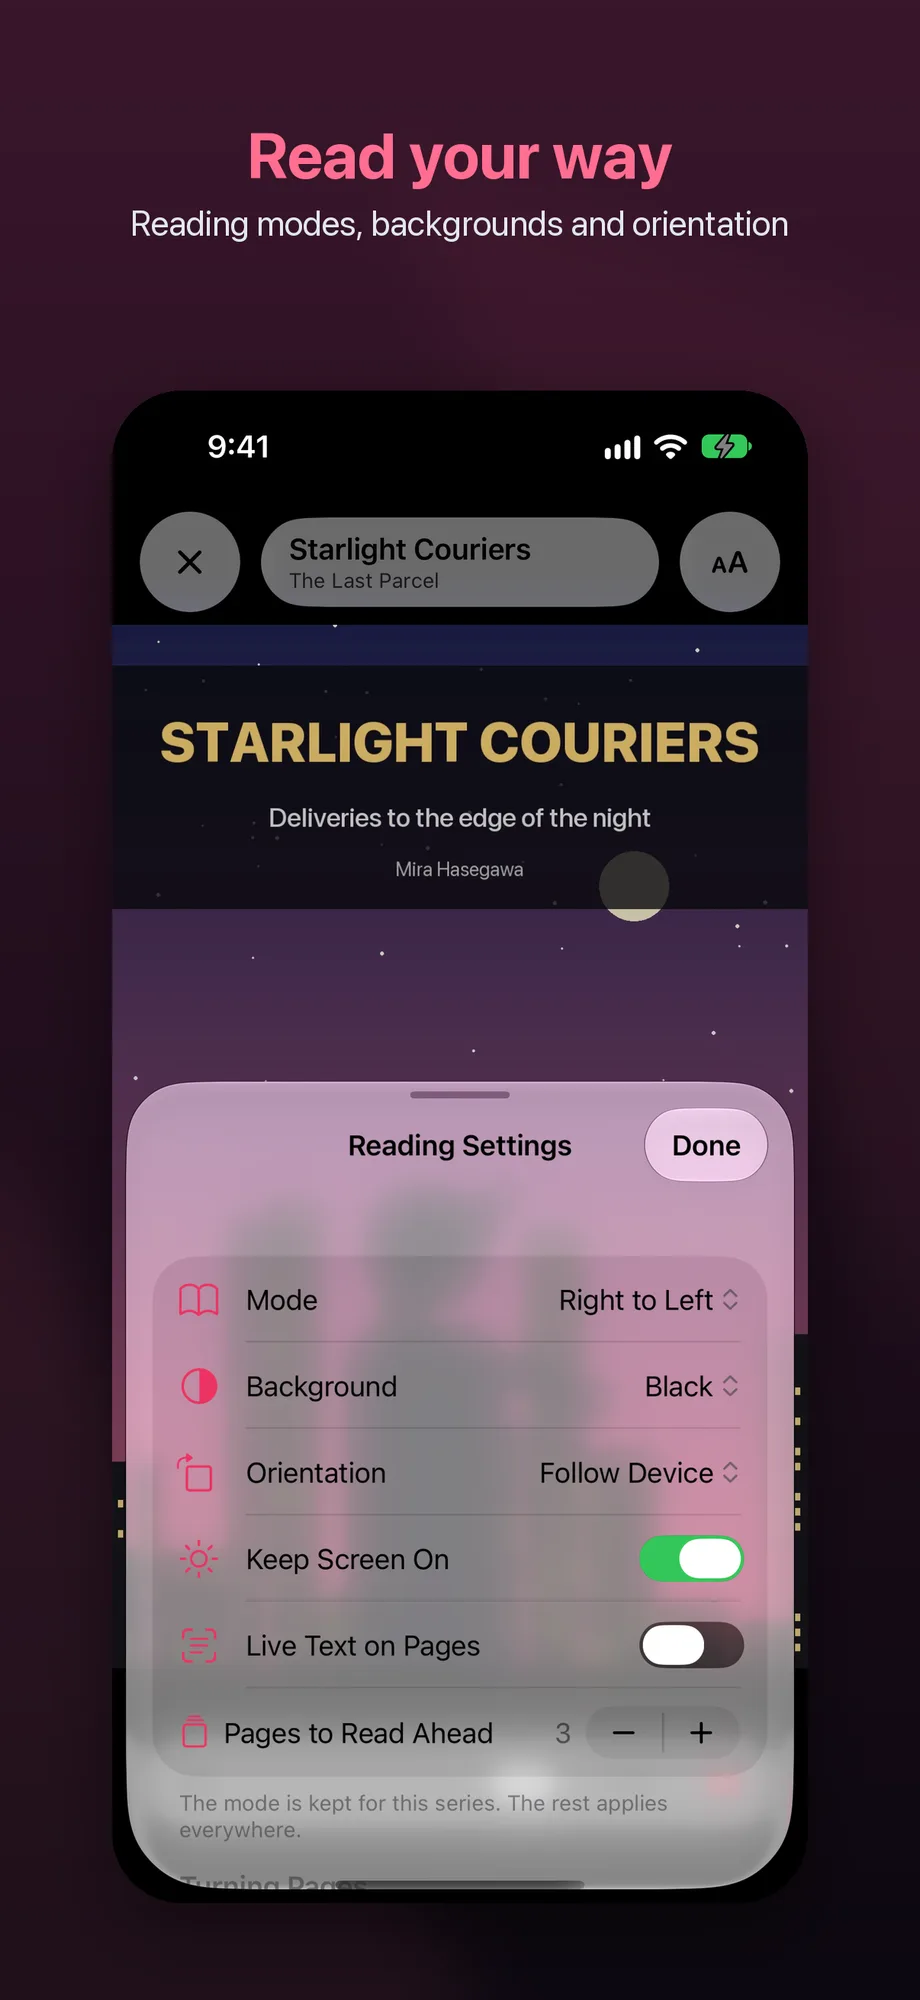 Read your way
Reading modes, backgrounds and orientation
9:41
Starlight Couriers
The Last Parcel
AA
STARLIGHT COURIERS
Deliveries to the edge of the night
Mira Hasegawa
Reading Settings
Done
Mode
Right to Left
Background
Black
Orientation
Follow Device
Keep Screen On
Live Text on Pages
Pages to Read Ahead
3
The mode is kept for this series. The rest applies
everywhere.
Turning Pages